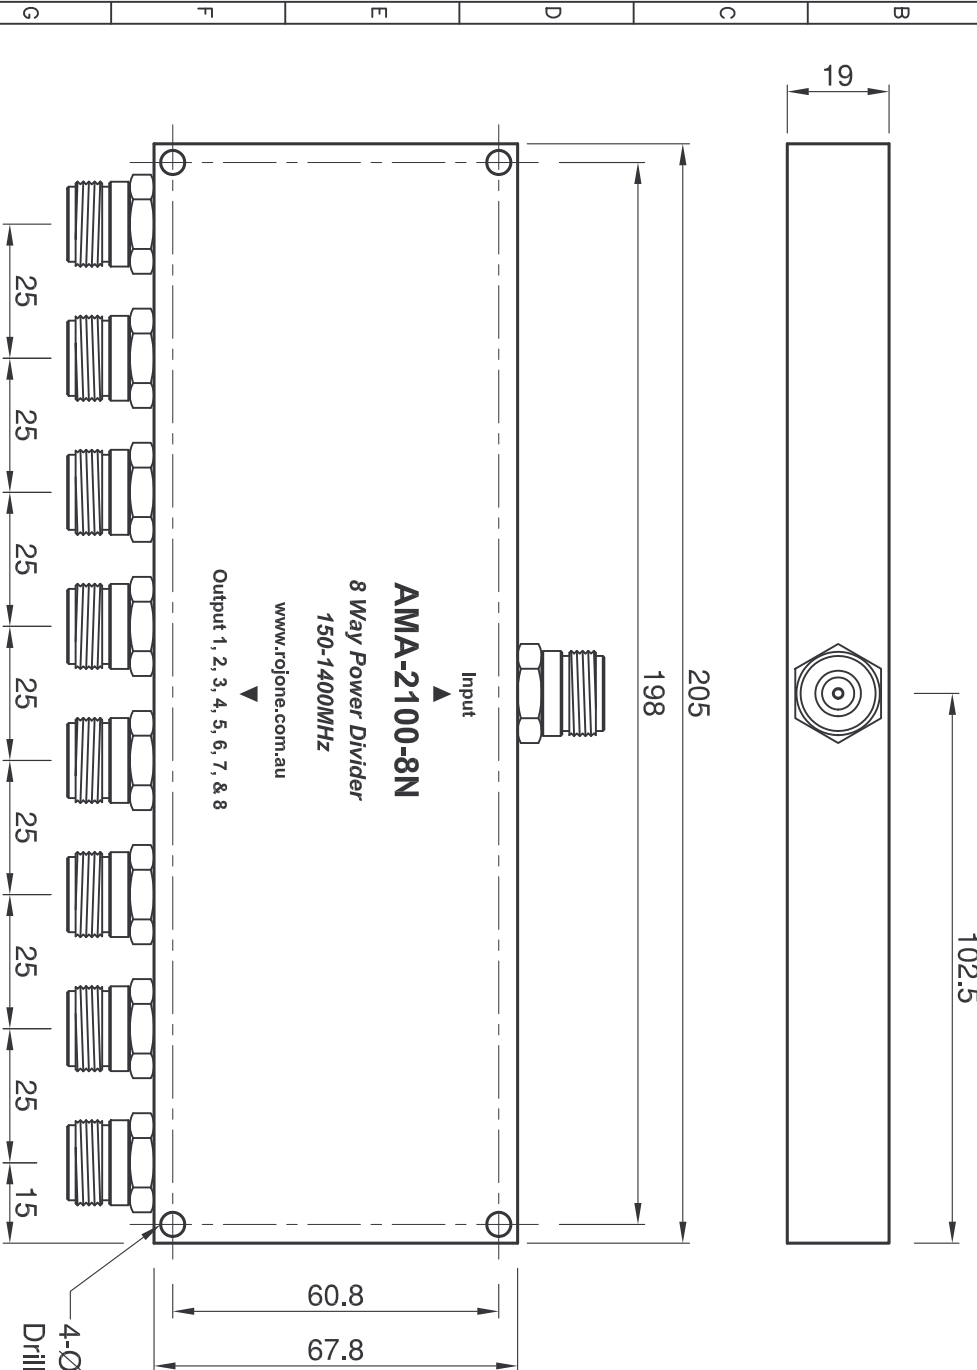 G
F
E
D
C
B
19
102.5
205
198
Input
AMA-2100-8N
8 Way Power Divider
150-1400MHz
www.rojone.com.au
Output 1, 2, 3, 4, 5, 6, 7, & 8
25
25
25
25
25
25
25
15
60.8
67.8
4-Ø
Drill